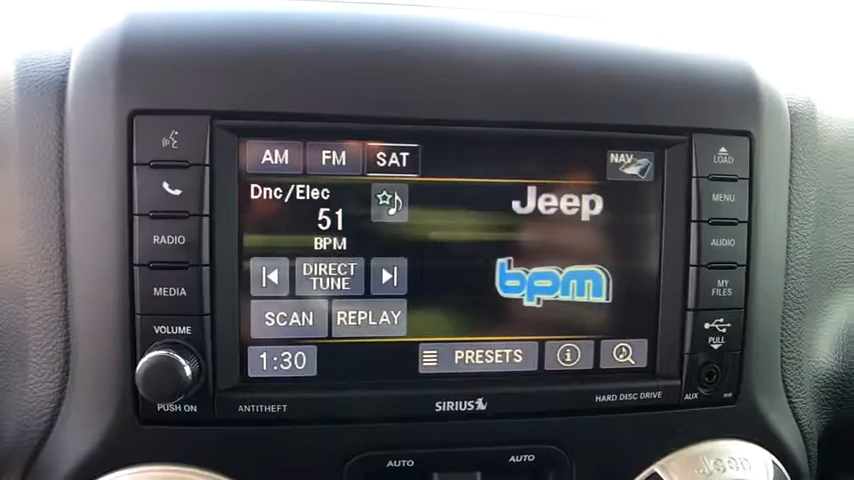 AM FM SAT NAV LOAD
Dnc/Elec Jeep
51
BPM
RADIO MENU
DIRECT TUNE bpm AUDIO
MEDIA MY FILES
SCAN REPLAY
VOLUME PULL
1:30 PRESETS
PUSH ON ANTITHEFT SIRIUS HARD DISC DRIVE AUX
AUTO AUTO
Jeep